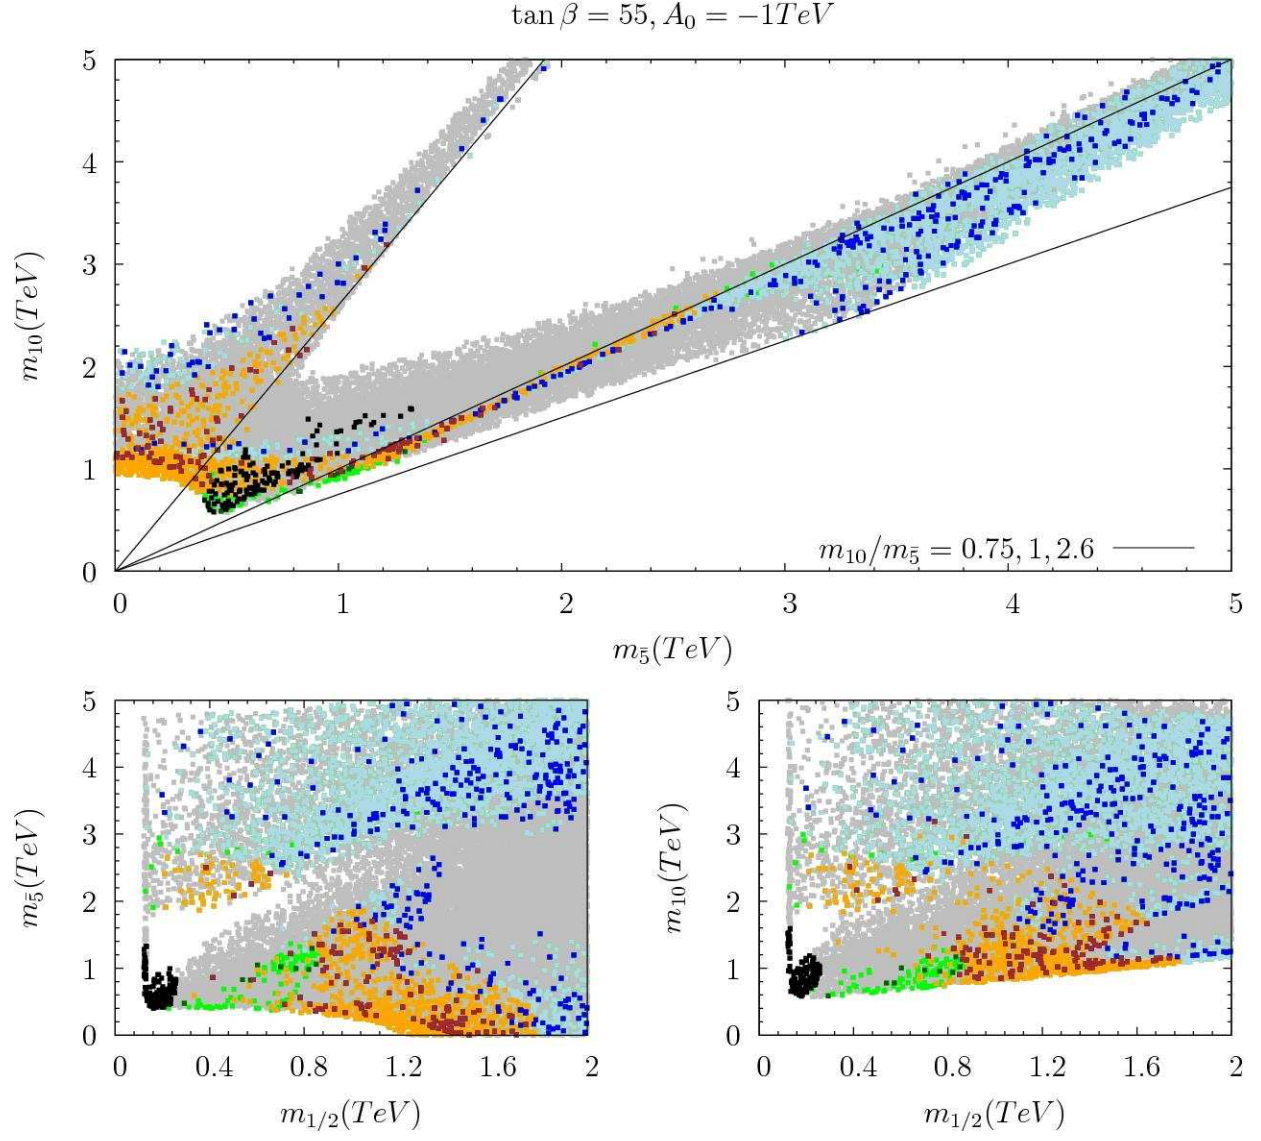 tan β = 55, A₀ = −1TeV
5
4
3
2
1
0
m₁₀(TeV)
m₁₀/m_5̄ = 0.75, 1, 2.6
0 1 2 3 4 5
m_5̄(TeV)
5
4
3
2
1
0
m_5̄(TeV)
0 0.4 0.8 1.2 1.6 2
m₁/₂(TeV)
5
4
3
2
1
0
m₁₀(TeV)
0 0.4 0.8 1.2 1.6 2
m₁/₂(TeV)